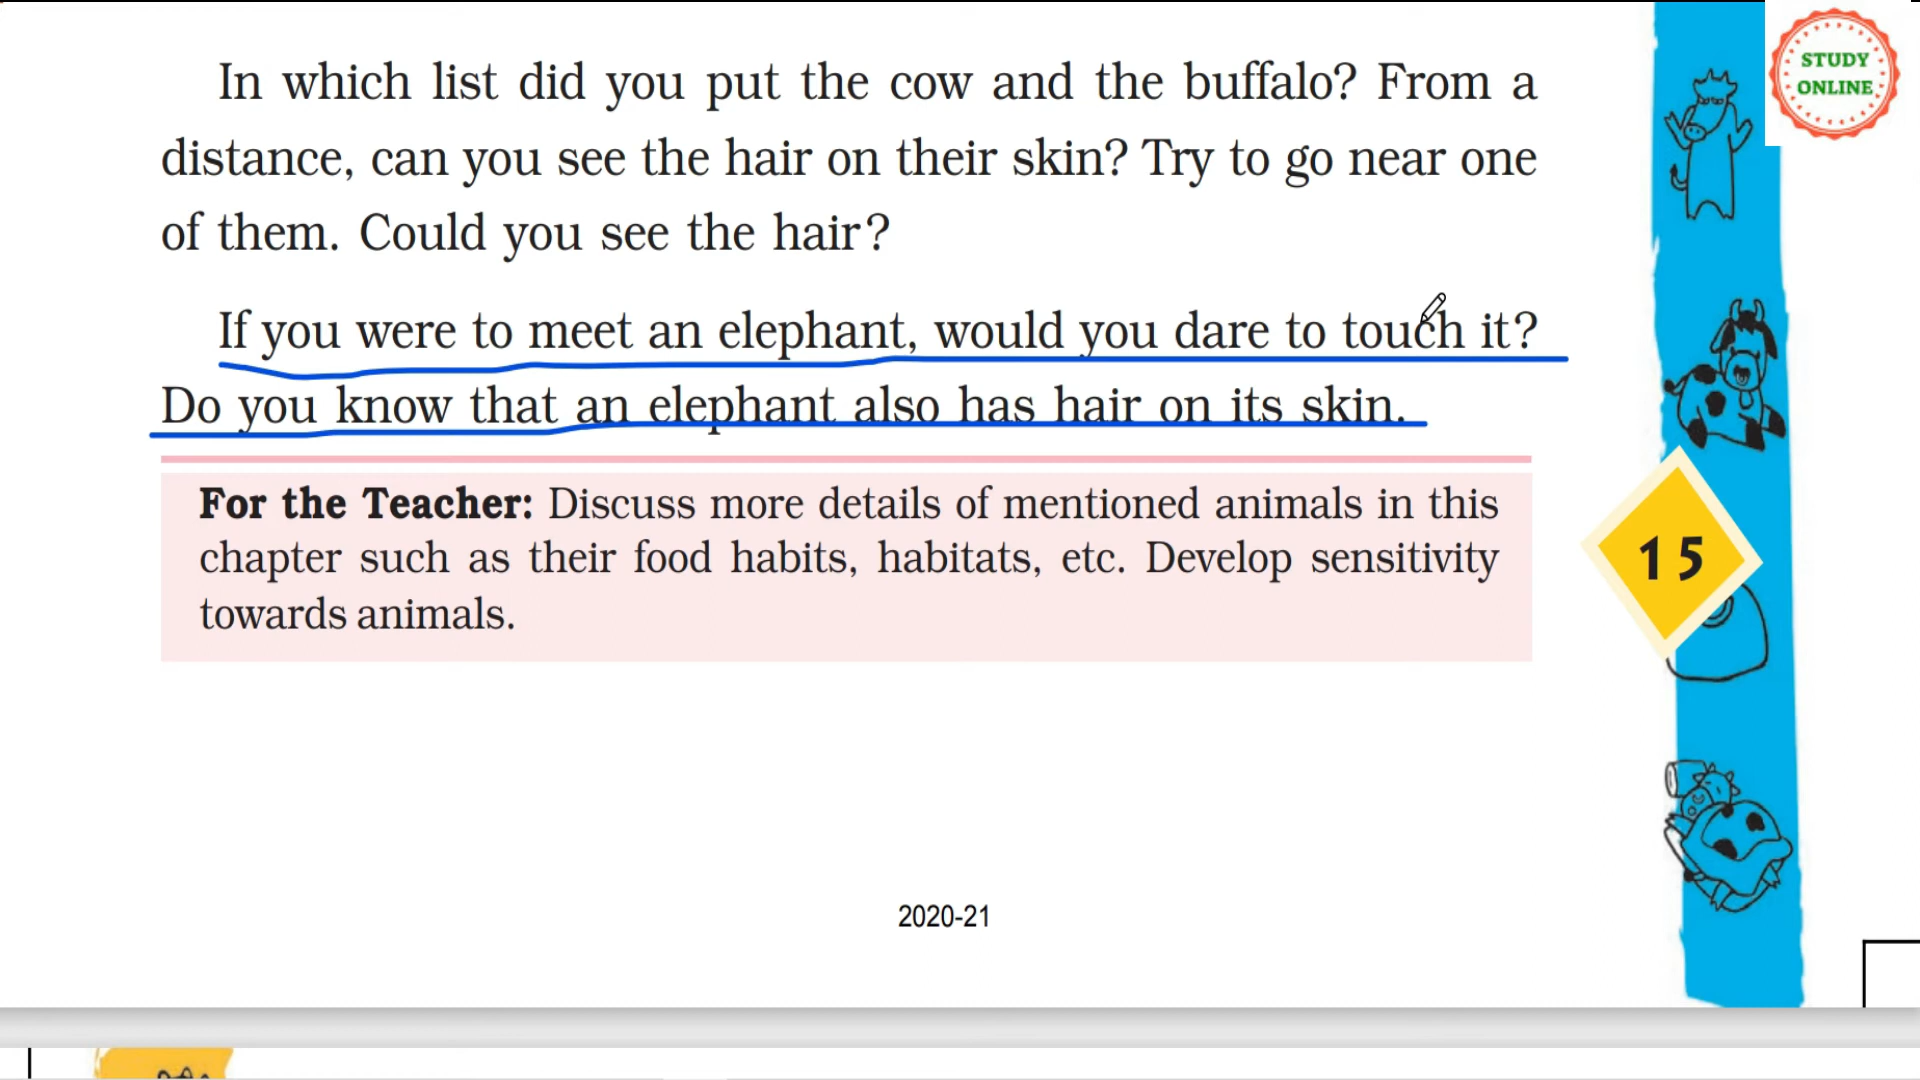 STUDY
ONLINE
In which list did you put the cow and the buffalo? From a
distance, can you see the hair on their skin? Try to go near one
of them. Could you see the hair?
If you were to meet an elephant, would you dare to touch it?
Do you know that an elephant also has hair on its skin.
For the Teacher: Discuss more details of mentioned animals in this
chapter such as their food habits, habitats, etc. Develop sensitivity
towards animals.
15
2020-21